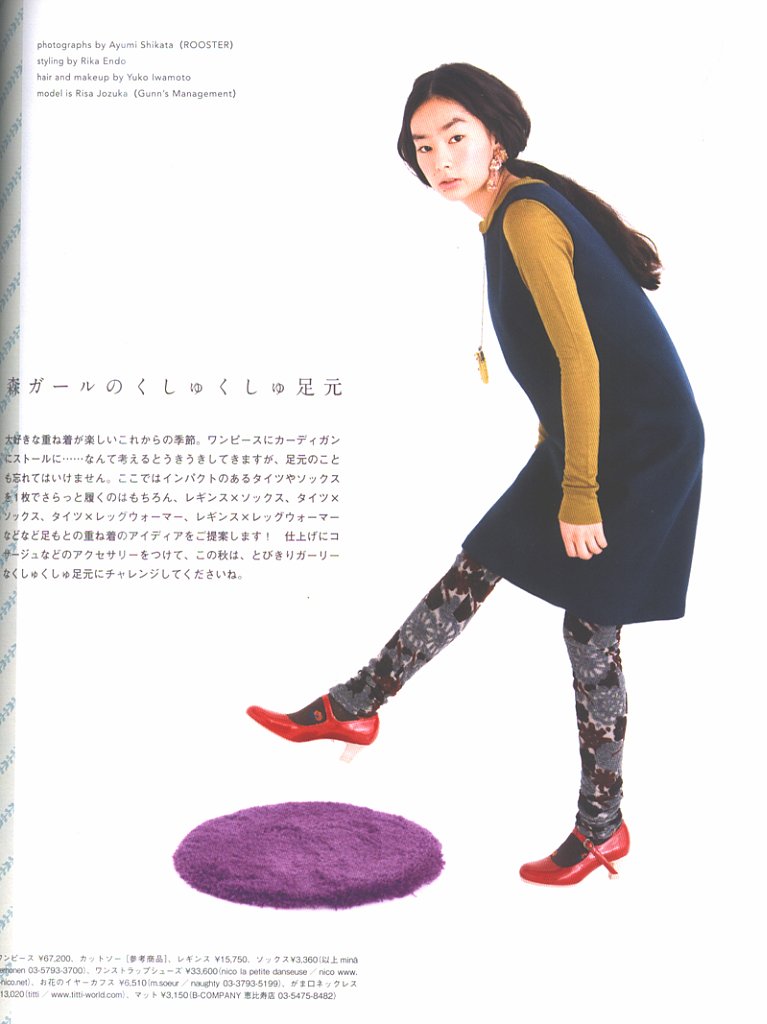 photographs by Ayumi Shikata (ROOSTER)
styling by Rika Endo
hair and makeup by Yuko Iwamoto
model is Risa Jozuka (Gunn's Management)
森ガールのくしゅくしゅ足元
大好きな重ね着が楽しいこれからの季節。ワンピースにカーディガン
にストールに……なんて考えるとうきうきしてきますが、足元のこと
も忘れてはいけません。ここではインパクトのあるタイツやソックス
を1枚でさらっと履くのはもちろん、レギンス×ソックス、タイツ×
ソックス、タイツ×レッグウォーマー、レギンス×レッグウォーマー
などなど足もとの重ね着のアイディアをご提案します！ 仕上げにコ
サージュなどのアクセサリーをつけて、この秋は、とびきりガーリー
なくしゅくしゅ足元にチャレンジしてくださいね。
ワンピース ¥67,200、カットソー［参考商品］、レギンス ¥15,750、ソックス¥3,360(以上 minä
perhonen 03-5793-3700)、ワンストラップシューズ ¥33,600(nico la petite danseuse ／ nico www.
-nico.net)、お花のイヤーカフス ¥6,510(m.soeur ／ naughty 03-3793-5199)、がま口ネックレス
13,020(titti ／ www.titti-world.com)、マット ¥3,150(B-COMPANY 恵比寿店 03-5475-8482)